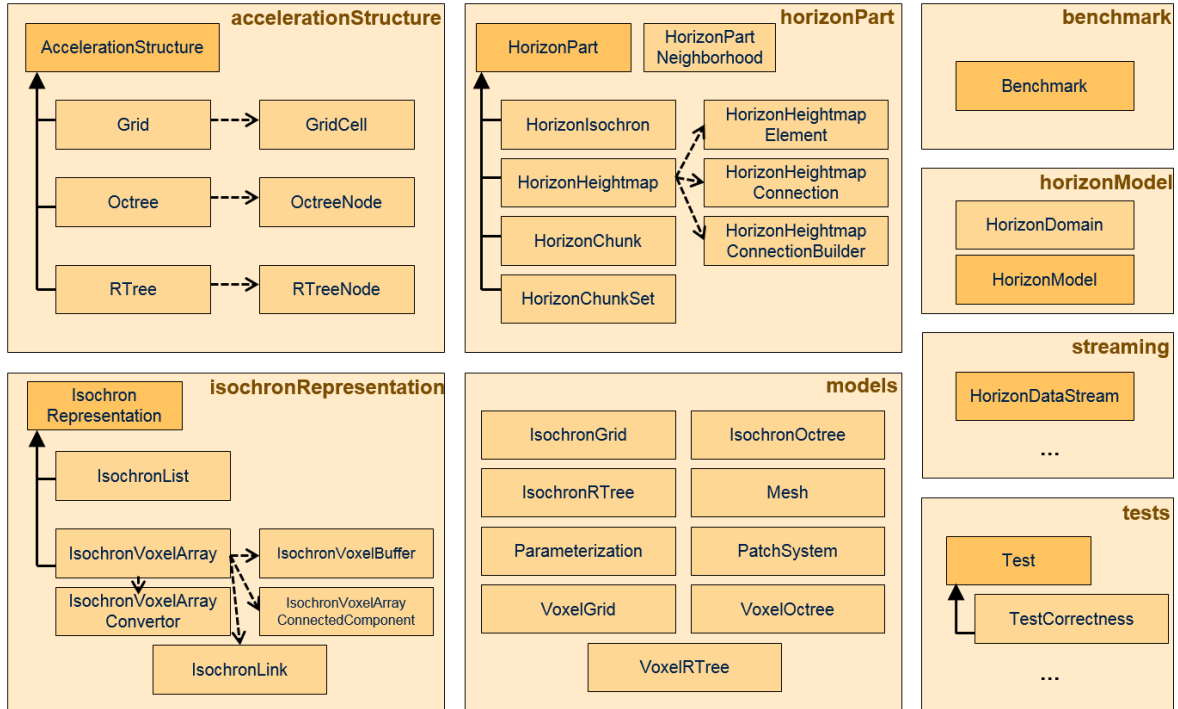 accelerationStructure
AccelerationStructure
Grid
GridCell
Octree
OctreeNode
RTree
RTreeNode
horizonPart
HorizonPart
HorizonPart
Neighborhood
HorizonIsochron
HorizonHeightmap
Element
HorizonHeightmap
HorizonHeightmap
Connection
HorizonChunk
HorizonHeightmap
ConnectionBuilder
HorizonChunkSet
benchmark
Benchmark
horizonModel
HorizonDomain
HorizonModel
streaming
HorizonDataStream
...
isochronRepresentation
Isochron
Representation
IsochronList
IsochronVoxelArray
IsochronVoxelBuffer
IsochronVoxelArray
Convertor
IsochronVoxelArray
ConnectedComponent
IsochronLink
models
IsochronGrid
IsochronOctree
IsochronRTree
Mesh
Parameterization
PatchSystem
VoxelGrid
VoxelOctree
VoxelRTree
tests
Test
TestCorrectness
...